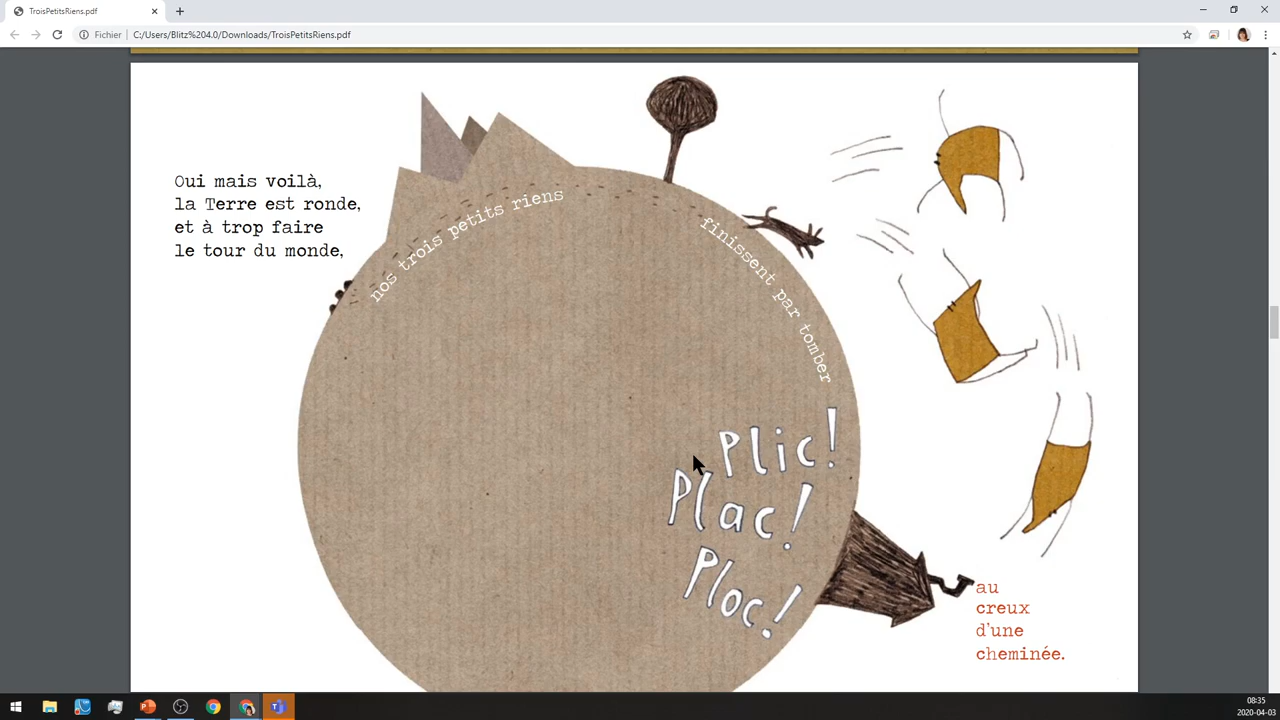 TroisPetitsRiens.pdf
Fichier
C:/Users/Blitz%204.0/Downloads/TroisPetitsRiens.pdf
Oui mais voilà,
la Terre est ronde,
et à trop faire
le tour du monde,
nos trois petits riens
finissent par tomber
Plic!
Plac!
Ploc!
au
creux
d'une
cheminée.
08:35
2020-04-03